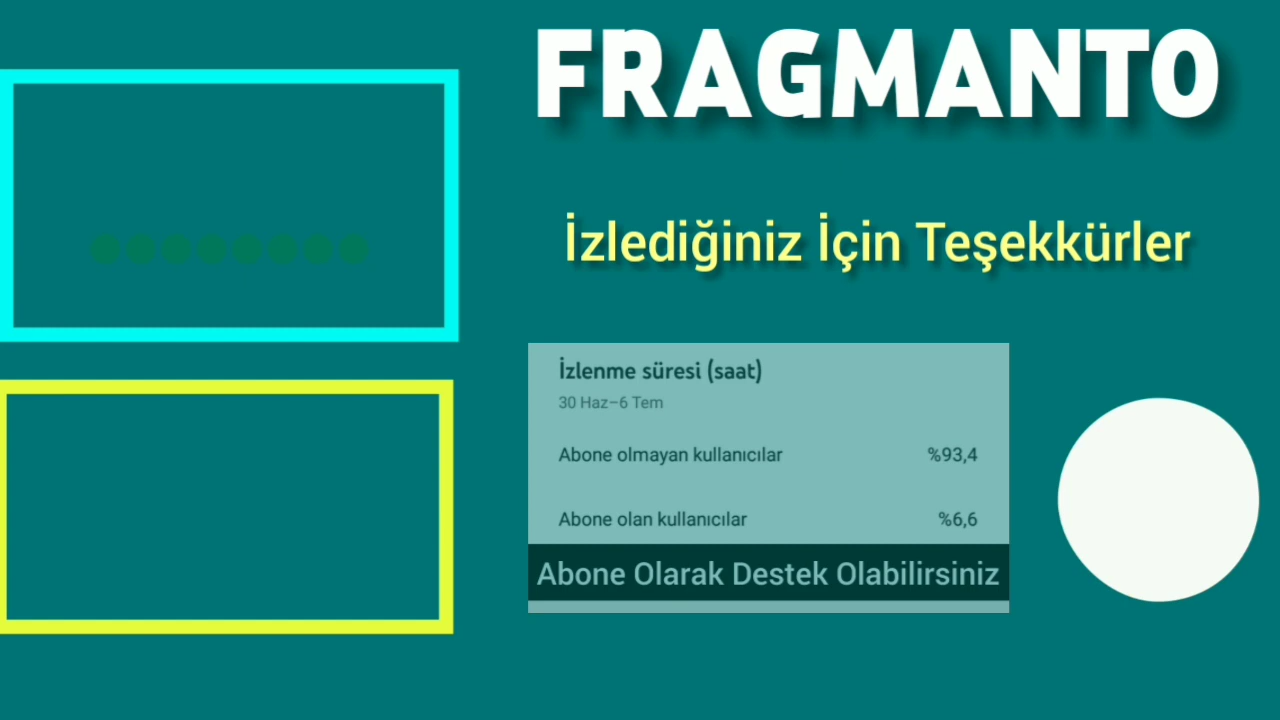 FRAGMANTO
İzlediğiniz İçin Teşekkürler
İzlenme süresi (saat)
30 Haz–6 Tem
Abone olmayan kullanıcılar %93,4
Abone olan kullanıcılar %6,6
Abone Olarak Destek Olabilirsiniz